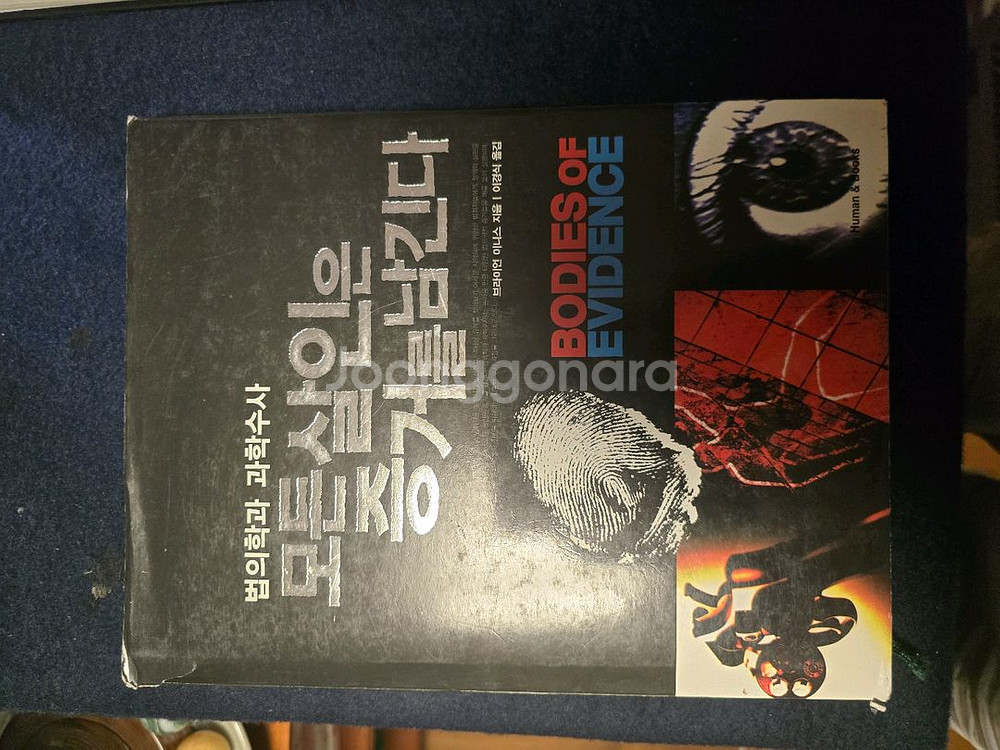 법의학과 과학수사
모든 살인은
증거를 남긴다
브라이언 이니스 지음 | 이경식 옮김
BODIES OF
EVIDENCE
Human & Books
Joonggonara